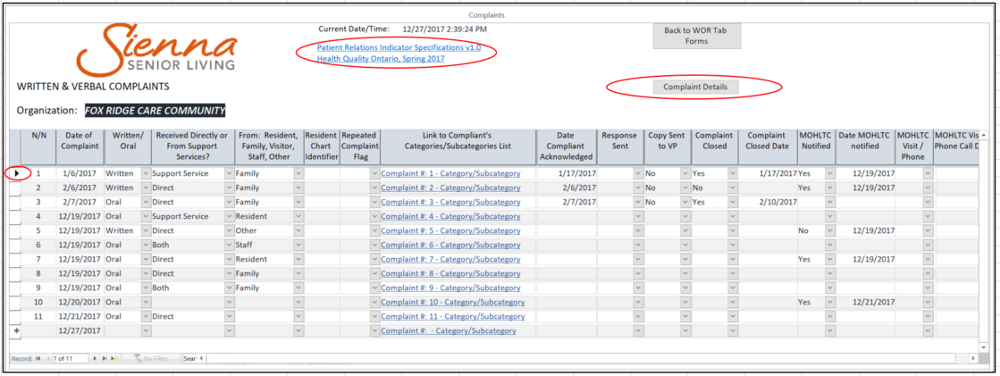 Complaints
Sienna
SENIOR LIVING
Current Date/Time: 12/27/2017 2:39:24 PM
Patient Relations Indicator Specifications v1.0
Health Quality Ontario, Spring 2017
Back to WOR Tab
Forms
WRITTEN & VERBAL COMPLAINTS
Complaint Details
Organization: FOX RIDGE CARE COMMUNITY
N/N Date of Complaint Written/ Oral Received Directly or From Support Services? From: Resident, Family, Visitor, Staff, Other Resident Chart Identifier Repeated Complaint Flag Link to Compliant's Categories/Subcategories List Date Compliant Acknowledged Response Sent Copy Sent to VP Complaint Closed Complaint Closed Date MOHLTC Notified Date MOHLTC notified MOHLTC Visit / Phone MOHLTC Vis Phone Call D
1 1/6/2017 Written Support Service Family Complaint #: 1 - Category/Subcategory 1/17/2017 No Yes 1/17/2017 Yes 12/19/2017
2 2/6/2017 Written Direct Family Complaint #: 2 - Category/Subcategory 2/6/2017 No No Yes 12/19/2017
3 2/7/2017 Oral Direct Family Complaint #: 3 - Category/Subcategory 2/7/2017 No Yes 2/10/2017
4 12/19/2017 Oral Support Service Resident Complaint #: 4 - Category/Subcategory
5 12/19/2017 Written Direct Other Complaint #: 5 - Category/Subcategory No 12/19/2017
6 12/19/2017 Oral Both Staff Complaint #: 6 - Category/Subcategory
7 12/19/2017 Oral Direct Resident Complaint #: 7 - Category/Subcategory Yes 12/19/2017
8 12/19/2017 Oral Direct Family Complaint #: 8 - Category/Subcategory
9 12/19/2017 Oral Both Family Complaint #: 9 - Category/Subcategory
10 12/20/2017 Oral Complaint #: 10 - Category/Subcategory Yes 12/21/2017
11 12/21/2017 Oral Direct Complaint #: 11 - Category/Subcategory
12/27/2017 Complaint #: - Category/Subcategory
Record: 1 of 11 No Filter Sear